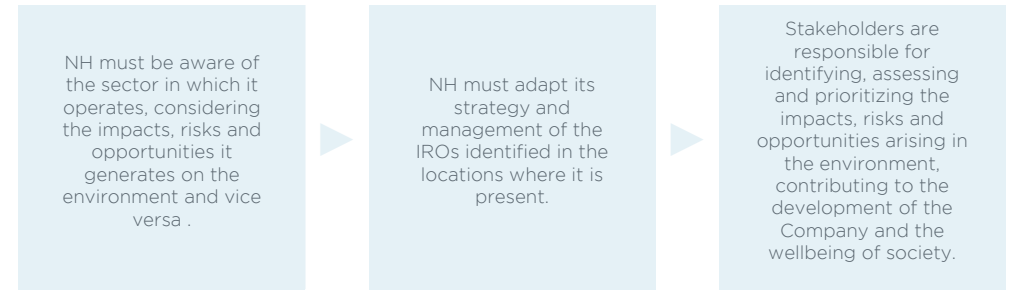 NH must be aware of
the sector in which it
operates, considering
the impacts, risks and
opportunities it
generates on the
environment and vice
versa .
NH must adapt its
strategy and
management of the
IROs identified in the
locations where it is
present.
Stakeholders are
responsible for
identifying, assessing
and prioritizing the
impacts, risks and
opportunities arising in
the environment,
contributing to the
development of the
Company and the
wellbeing of society.